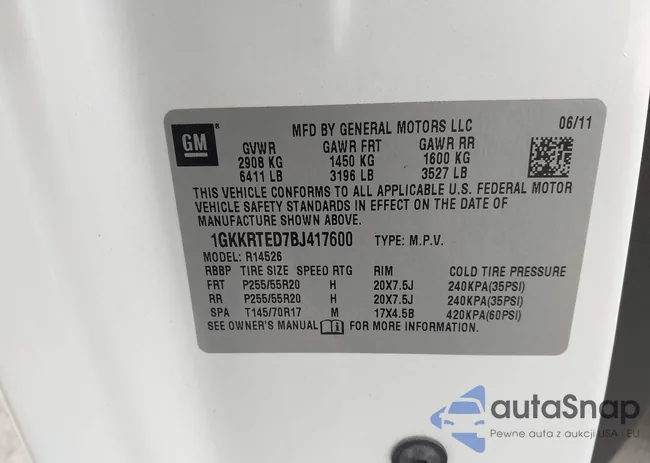 GM
MFD BY GENERAL MOTORS LLC 06/11
GVWR GAWR FRT GAWR RR
2908 KG 1450 KG 1600 KG
6411 LB 3196 LB 3527 LB
THIS VEHICLE CONFORMS TO ALL APPLICABLE U.S. FEDERAL MOTOR
VEHICLE SAFETY STANDARDS IN EFFECT ON THE DATE OF
MANUFACTURE SHOWN ABOVE.
1GKKRTED7BJ417600 TYPE: M.P.V.
MODEL: R14526
RBBP TIRE SIZE SPEED RTG RIM COLD TIRE PRESSURE
FRT P255/55R20 H 20X7.5J 240KPA(35PSI)
RR P255/55R20 H 20X7.5J 240KPA(35PSI)
SPA T145/70R17 M 17X4.5B 420KPA(60PSI)
SEE OWNER'S MANUAL FOR MORE INFORMATION.
autaSnap
Pewne auta z aukcji USA - EU